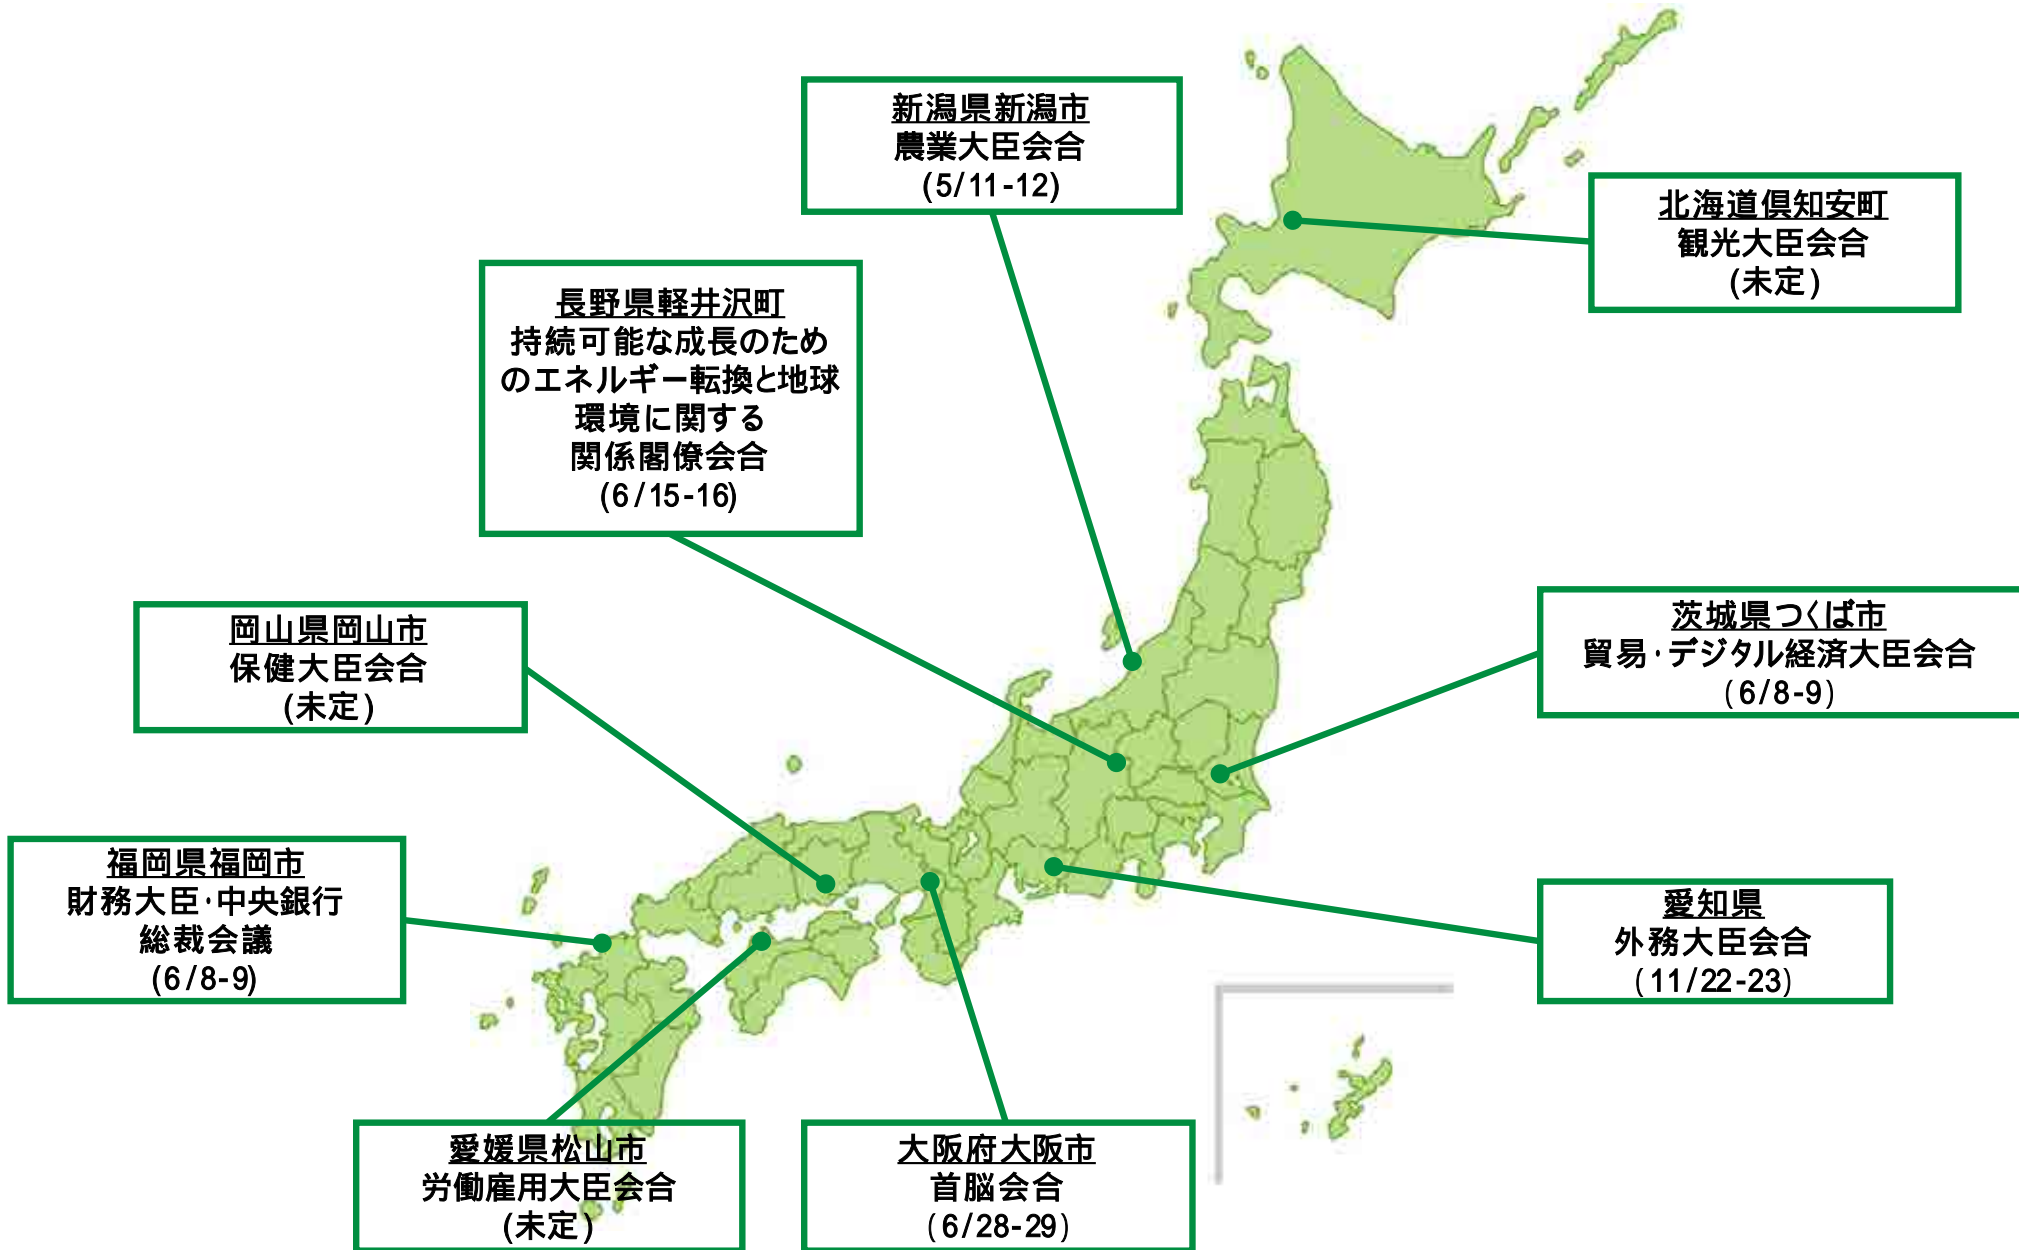 新潟県新潟市
農業大臣会合
(5/11-12)
北海道倶知安町
観光大臣会合
(未定)
長野県軽井沢町
持続可能な成長のため
のエネルギー転換と地球
環境に関する
関係閣僚会合
(6/15-16)
岡山県岡山市
保健大臣会合
(未定)
茨城県つくば市
貿易・デジタル経済大臣会合
(6/8-9)
福岡県福岡市
財務大臣・中央銀行
総裁会議
(6/8-9)
愛知県
外務大臣会合
(11/22-23)
愛媛県松山市
労働雇用大臣会合
(未定)
大阪府大阪市
首脳会合
(6/28-29)